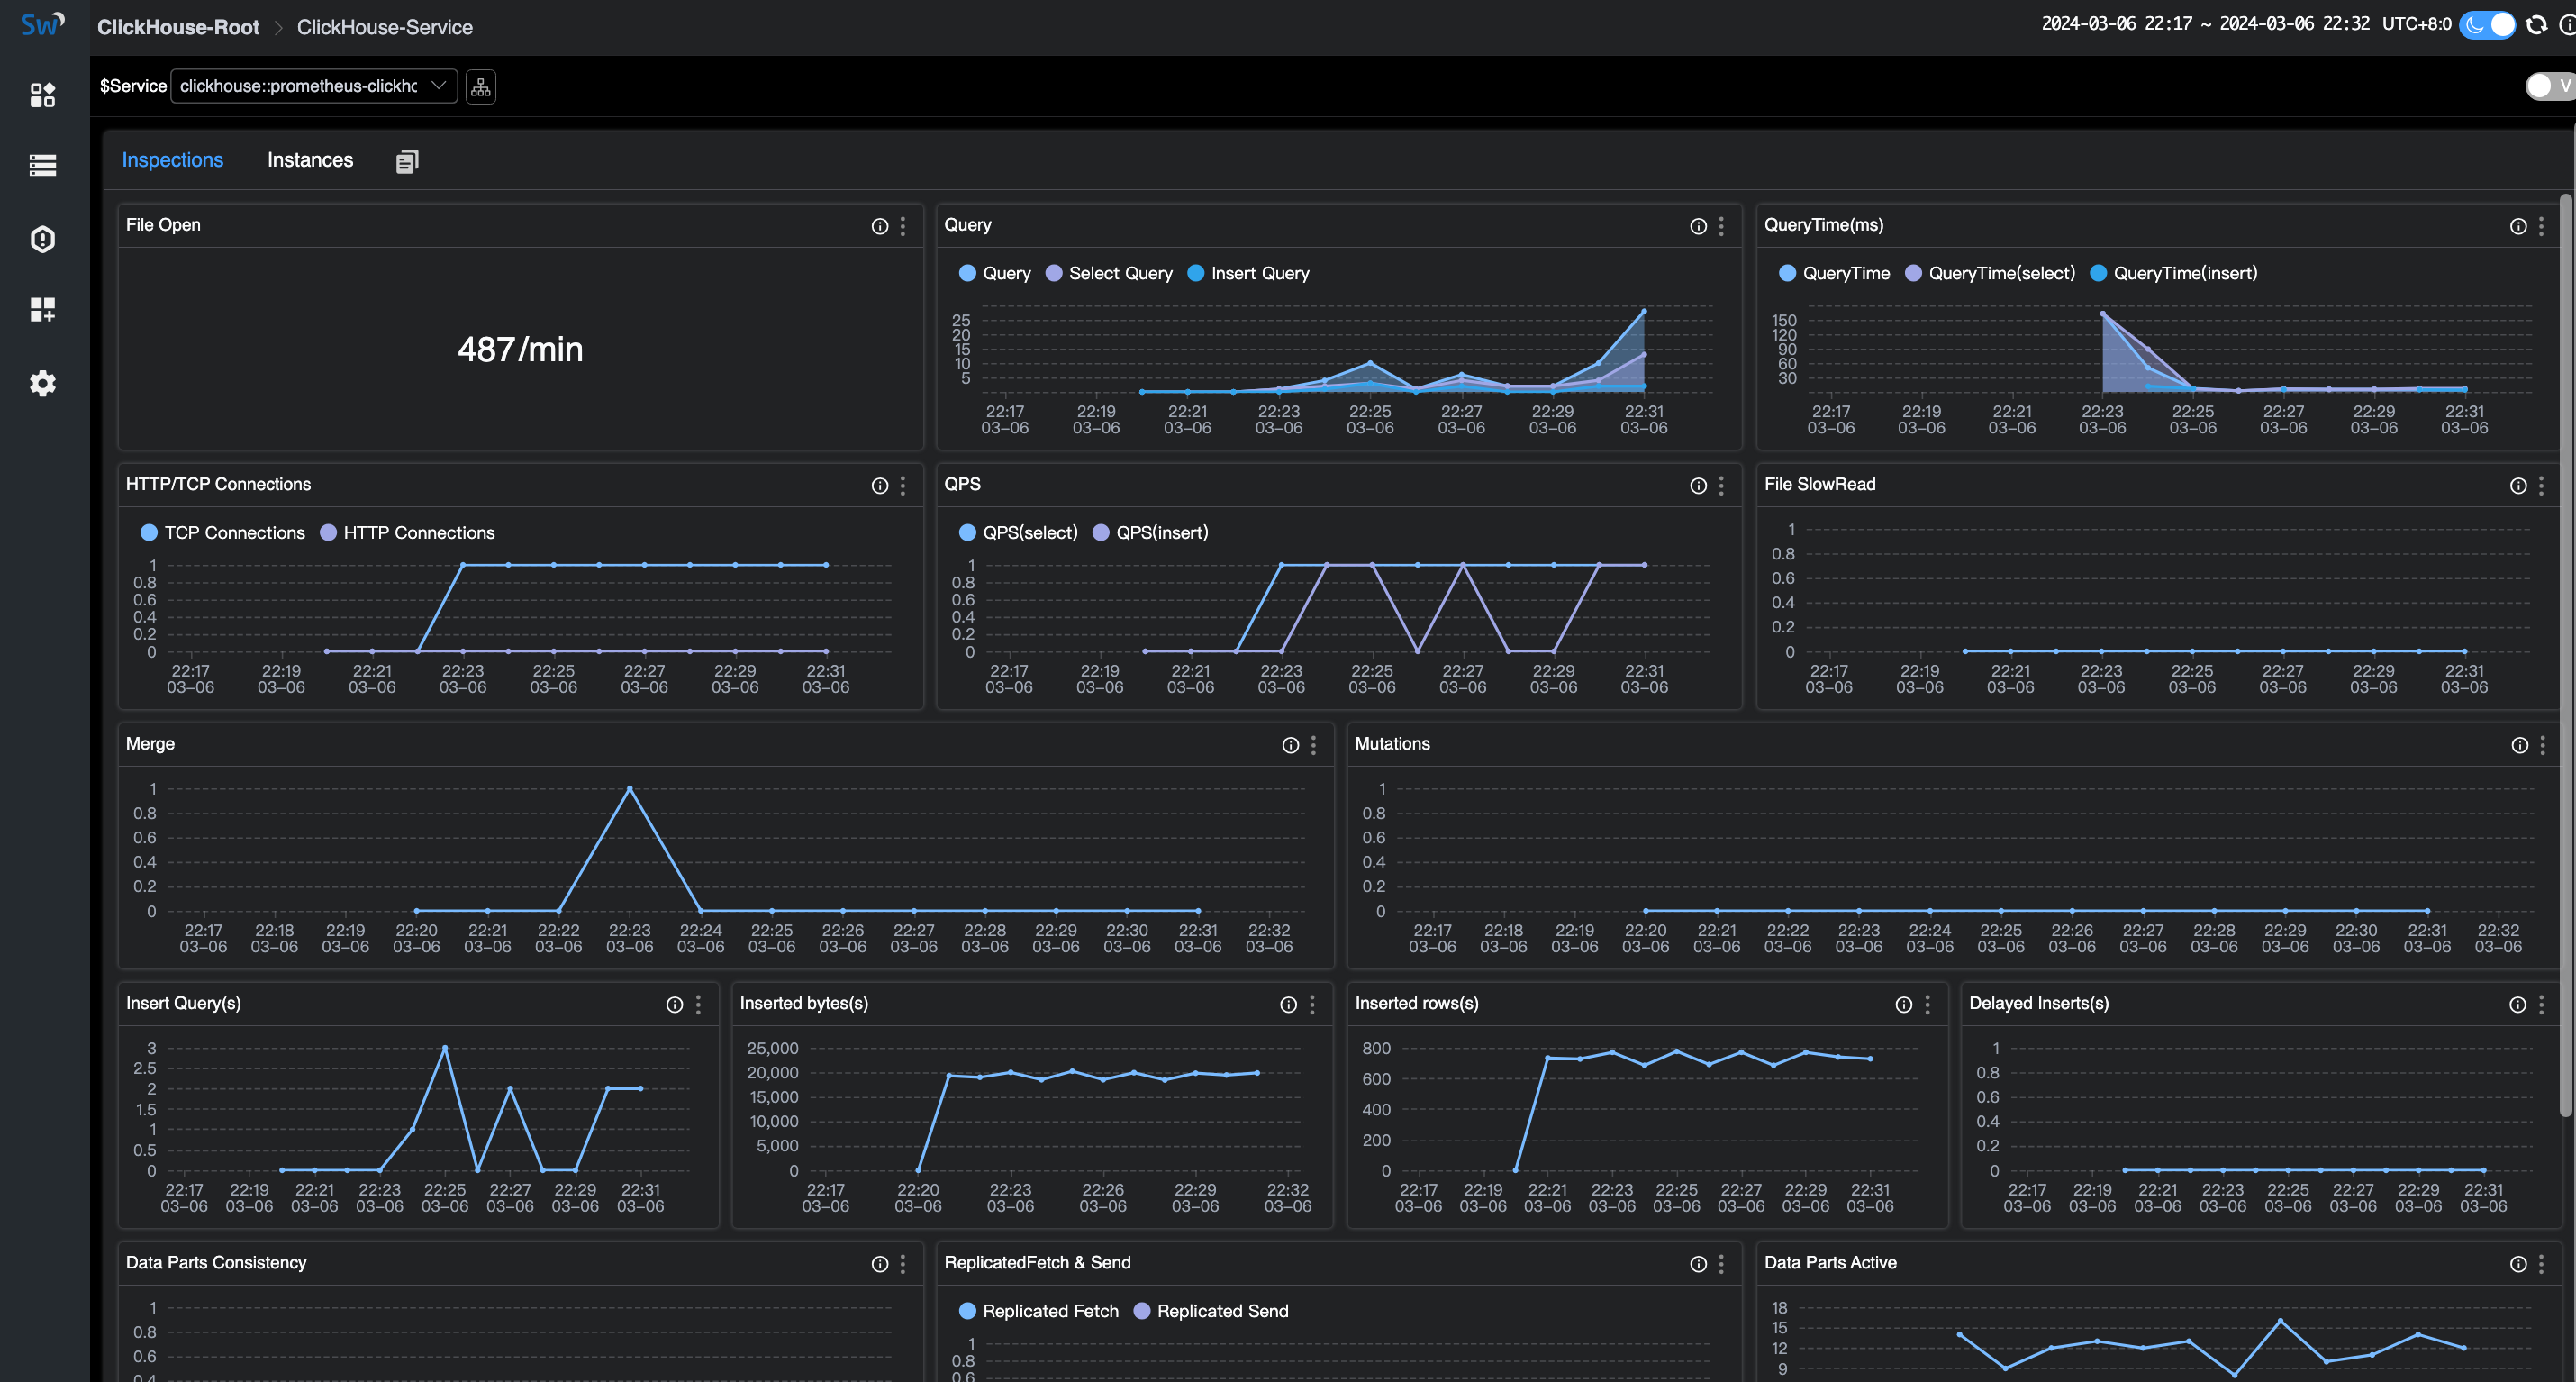 Sw
ClickHouse-Root > ClickHouse-Service
2024-03-06 22:17 ~ 2024-03-06 22:32 UTC+8:0
$Service clickhouse::prometheus-clickhc
V
Inspections Instances
File Open
487/min
Query
Query Select Query Insert Query
25
20
15
10
5
22:17 22:19 22:21 22:23 22:25 22:27 22:29 22:31
03-06 03-06 03-06 03-06 03-06 03-06 03-06 03-06
QueryTime(ms)
QueryTime QueryTime(select) QueryTime(insert)
150
120
90
60
30
22:17 22:19 22:21 22:23 22:25 22:27 22:29 22:31
03-06 03-06 03-06 03-06 03-06 03-06 03-06 03-06
HTTP/TCP Connections
TCP Connections HTTP Connections
1
0.8
0.6
0.4
0.2
0
22:17 22:19 22:21 22:23 22:25 22:27 22:29 22:31
03-06 03-06 03-06 03-06 03-06 03-06 03-06 03-06
QPS
QPS(select) QPS(insert)
1
0.8
0.6
0.4
0.2
0
22:17 22:19 22:21 22:23 22:25 22:27 22:29 22:31
03-06 03-06 03-06 03-06 03-06 03-06 03-06 03-06
File SlowRead
1
0.8
0.6
0.4
0.2
0
22:17 22:19 22:21 22:23 22:25 22:27 22:29 22:31
03-06 03-06 03-06 03-06 03-06 03-06 03-06 03-06
Merge
1
0.8
0.6
0.4
0.2
0
22:17 22:18 22:19 22:20 22:21 22:22 22:23 22:24 22:25 22:26 22:27 22:28 22:29 22:30 22:31 22:32
03-06 03-06 03-06 03-06 03-06 03-06 03-06 03-06 03-06 03-06 03-06 03-06 03-06 03-06 03-06 03-06
Mutations
1
0.8
0.6
0.4
0.2
0
22:17 22:18 22:19 22:20 22:21 22:22 22:23 22:24 22:25 22:26 22:27 22:28 22:29 22:30 22:31 22:32
03-06 03-06 03-06 03-06 03-06 03-06 03-06 03-06 03-06 03-06 03-06 03-06 03-06 03-06 03-06 03-06
Insert Query(s)
3
2.5
2
1.5
1
0.5
0
22:17 22:19 22:21 22:23 22:25 22:27 22:29 22:31
03-06 03-06 03-06 03-06 03-06 03-06 03-06 03-06
Inserted bytes(s)
25,000
20,000
15,000
10,000
5,000
0
22:17 22:20 22:23 22:26 22:29 22:32
03-06 03-06 03-06 03-06 03-06 03-06
Inserted rows(s)
800
600
400
200
0
22:17 22:19 22:21 22:23 22:25 22:27 22:29 22:31
03-06 03-06 03-06 03-06 03-06 03-06 03-06 03-06
Delayed Inserts(s)
1
0.8
0.6
0.4
0.2
0
22:17 22:19 22:21 22:23 22:25 22:27 22:29 22:31
03-06 03-06 03-06 03-06 03-06 03-06 03-06 03-06
Data Parts Consistency
1
0.8
0.6
0.4
ReplicatedFetch & Send
Replicated Fetch Replicated Send
1
0.8
0.6
Data Parts Active
18
15
12
9